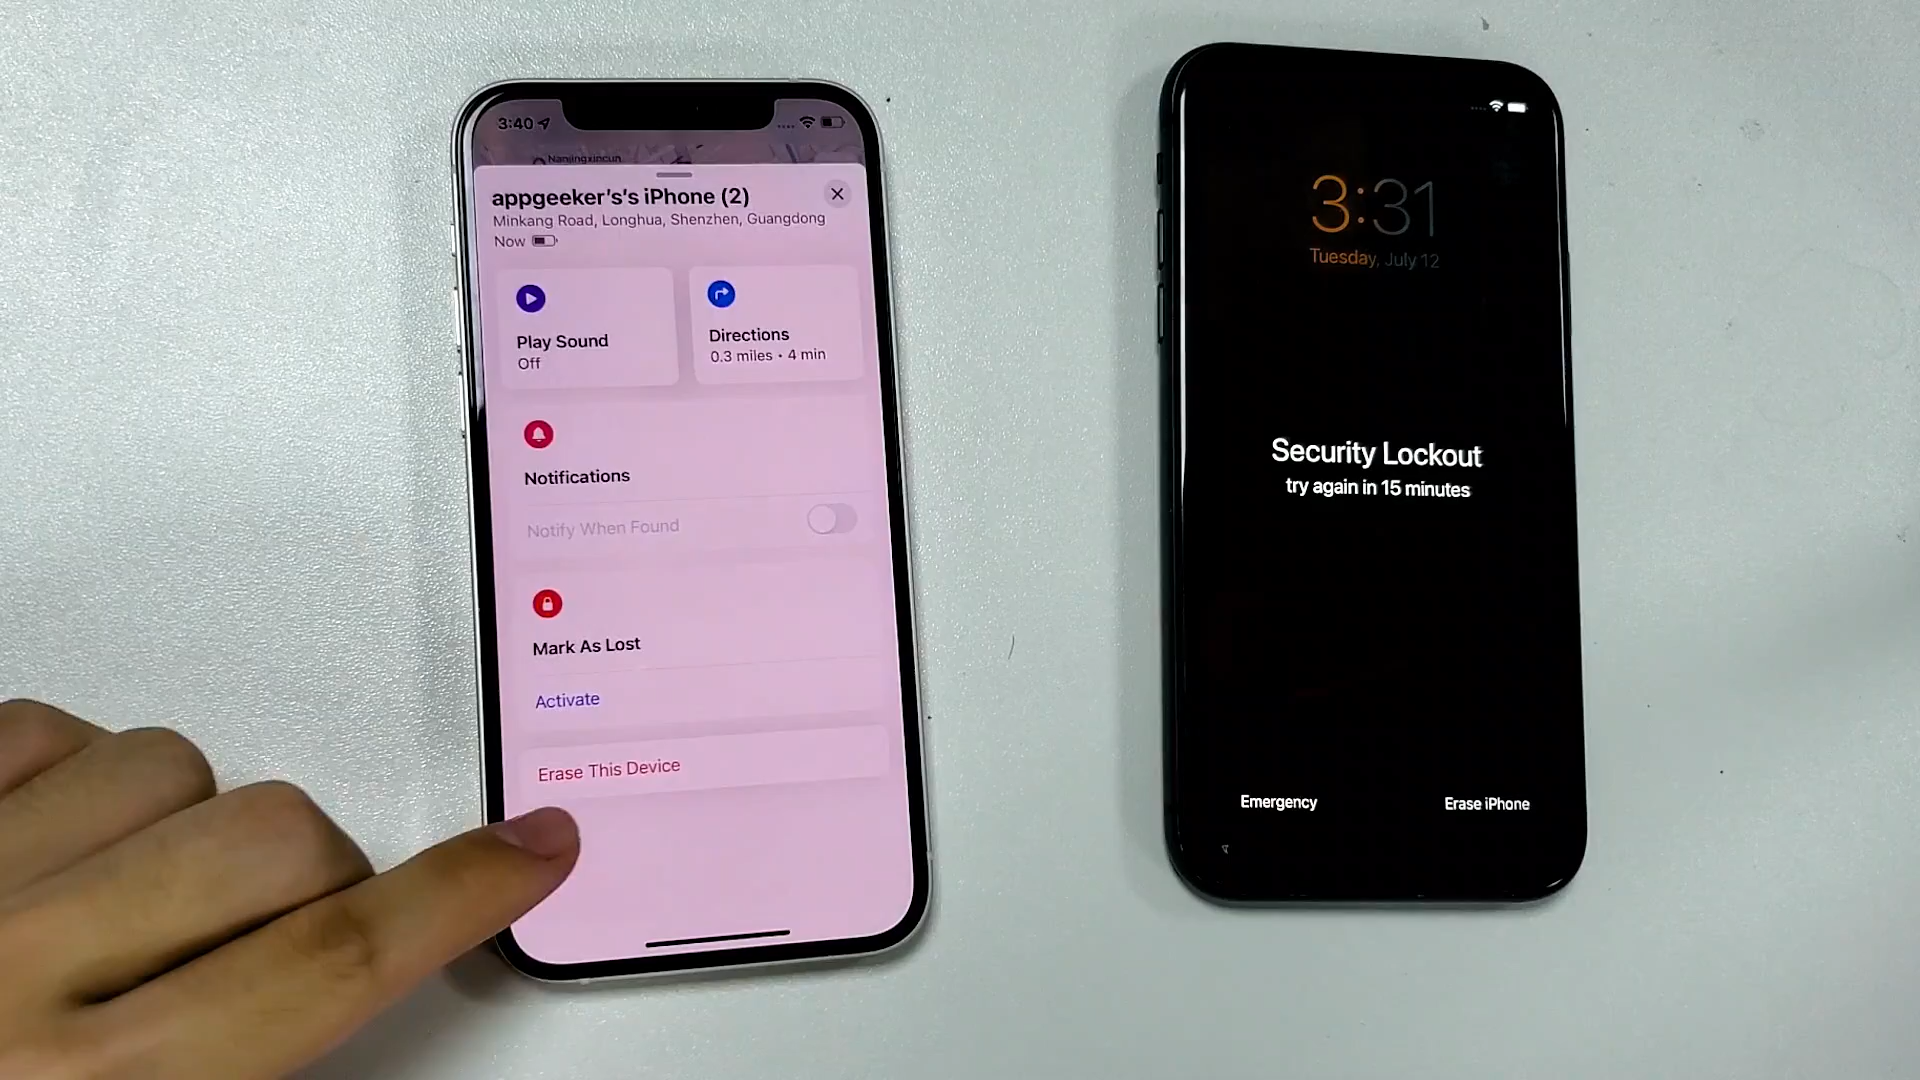 3:40
Nanjingxincun
appgeeker's's iPhone (2)
Minkang Road, Longhua, Shenzhen, Guangdong
Now
Play Sound
Off
Directions
0.3 miles • 4 min
Notifications
Notify When Found
Mark As Lost
Activate
Erase This Device
3:31
Tuesday, July 12
Security Lockout
try again in 15 minutes
Emergency
Erase iPhone